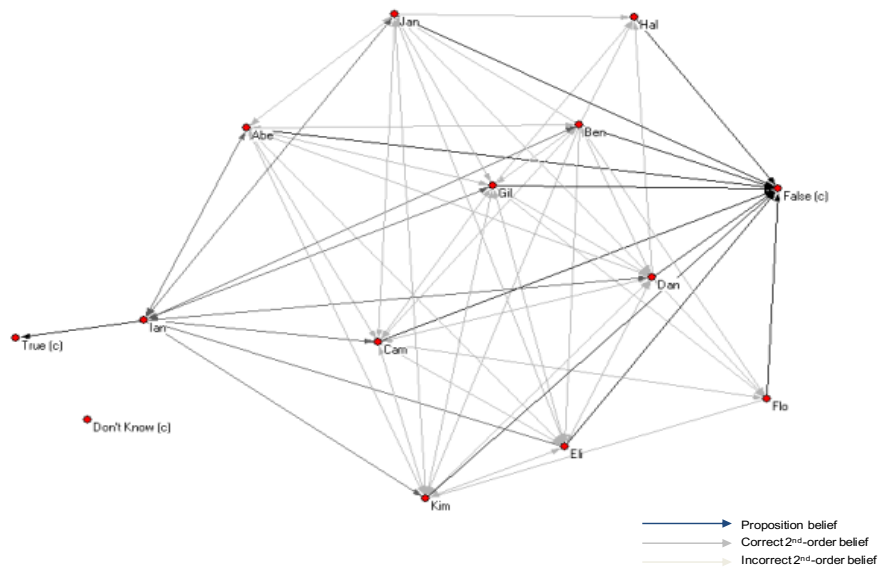 Jan
Hal
Abe
Ben
Gil
False (c)
Dan
Ian
True (c)
Cam
Flo
Don't Know (c)
Eli
Kim
Proposition belief
Correct 2nd-order belief
Incorrect 2nd-order belief